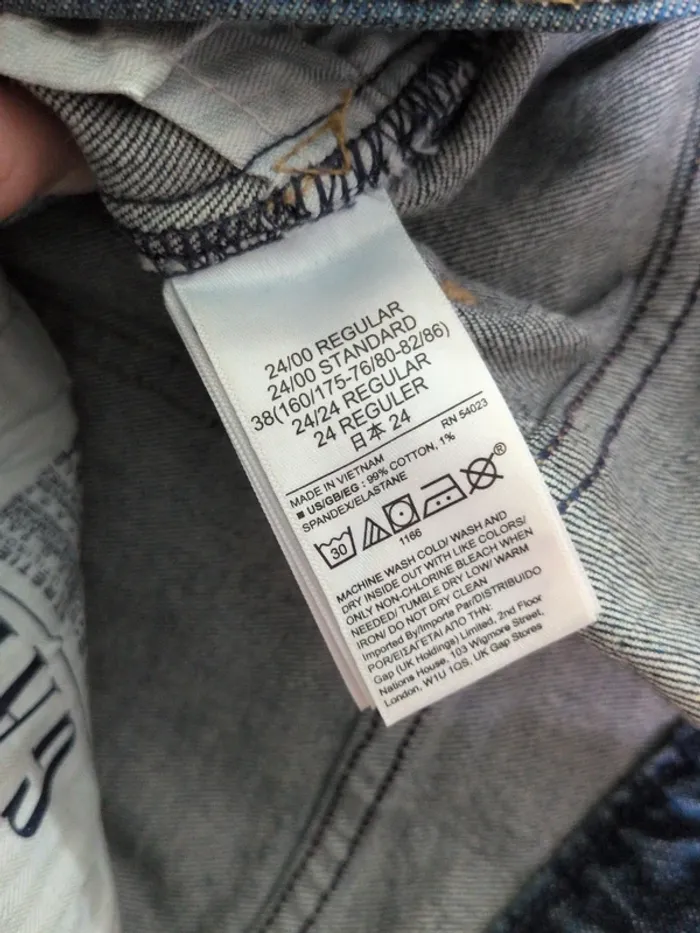 24/00 REGULAR
24/00 STANDARD
38(160/175-76/80-82/86)
24/24 REGULAR
24 REGULER
日本 24
RN 54023
MADE IN VIETNAM
■ US/GB/EG : 99% COTTON, 1%
SPANDEX/ELASTANE
30
®
1166
MACHINE WASH COLD/ WASH AND
DRY INSIDE OUT WITH LIKE COLORS/
ONLY NON-CHLORINE BLEACH WHEN
NEEDED/ TUMBLE DRY LOW/ WARM
IRON/ DO NOT DRY CLEAN
Imported By/Importe Par/DISTRIBUIDO
POR/ΕΙΣΑΓΕΤΑΙ ΑΠΟ ΤΗΝ:
Gap (UK Holdings) Limited, 2nd Floor
Nations House, 103 Wigmore Street,
London, W1U 1QS, UK Gap Stores